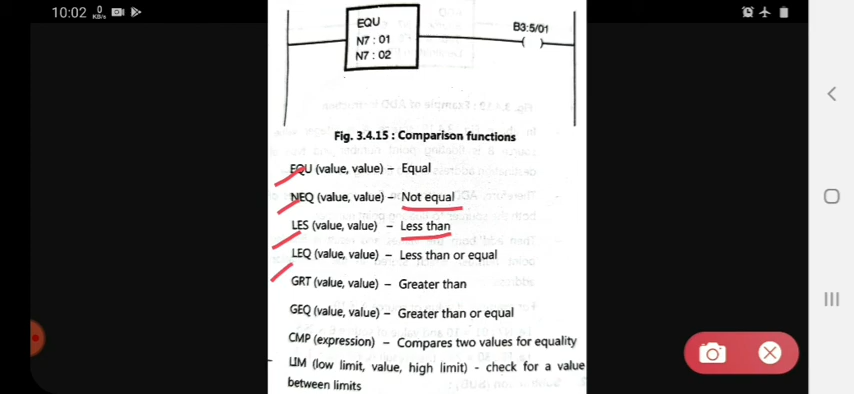 10:02 0 KB/s
EQU
N7 : 01
N7 : 02
B3:5/01
Fig. 3.4.15 : Comparison functions
EQU (value, value) – Equal
NEQ (value, value) – Not equal
LES (value, value) – Less than
LEQ (value, value) – Less than or equal
GRT (value, value) – Greater than
GEQ (value, value) – Greater than or equal
CMP (expression) – Compares two values for equality
LIM (low limit, value, high limit) - check for a value
between limits